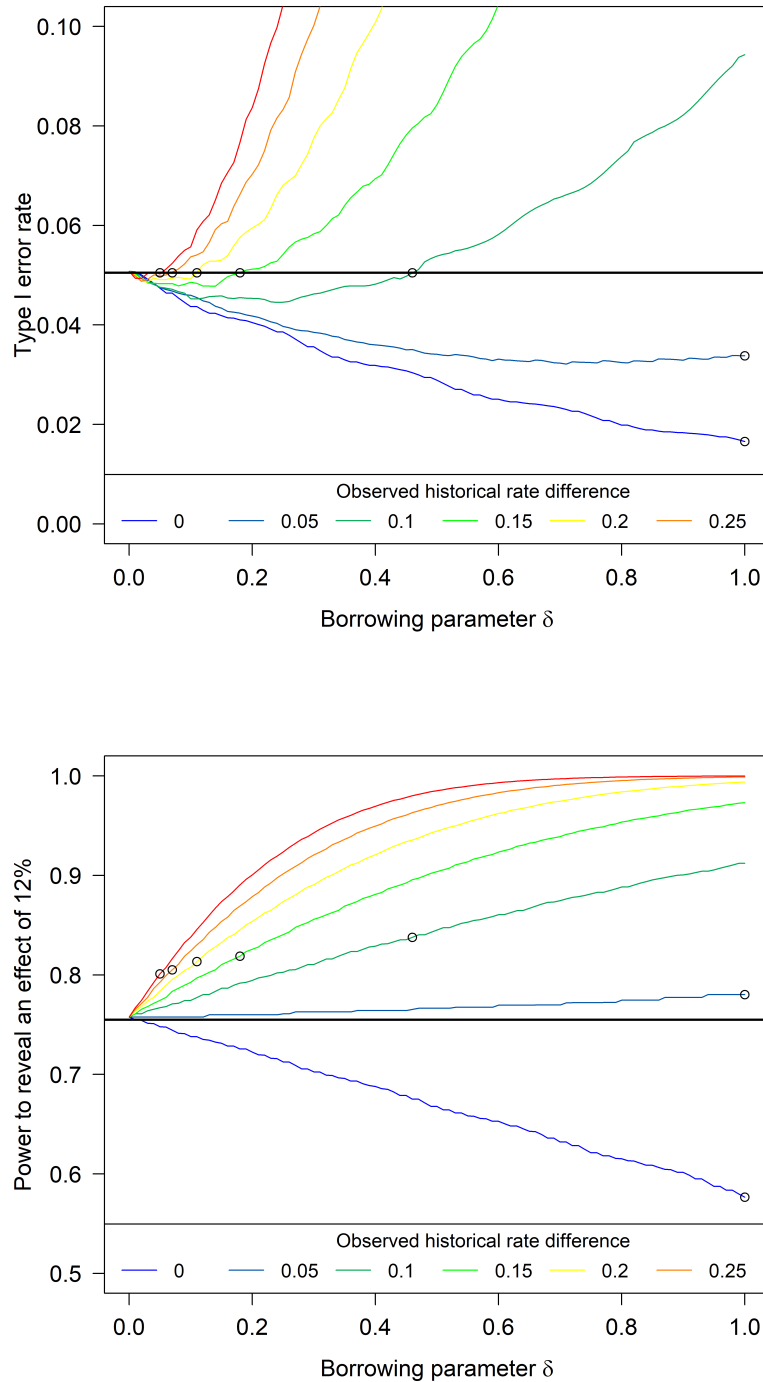 0.10
0.08
0.06
0.04
0.02
0.00
Type I error rate
Observed historical rate difference
0 0.05 0.1 0.15 0.2 0.25
0.0 0.2 0.4 0.6 0.8 1.0
Borrowing parameter δ
1.0
0.9
0.8
0.7
0.6
0.5
Power to reveal an effect of 12%
Observed historical rate difference
0 0.05 0.1 0.15 0.2 0.25
0.0 0.2 0.4 0.6 0.8 1.0
Borrowing parameter δ